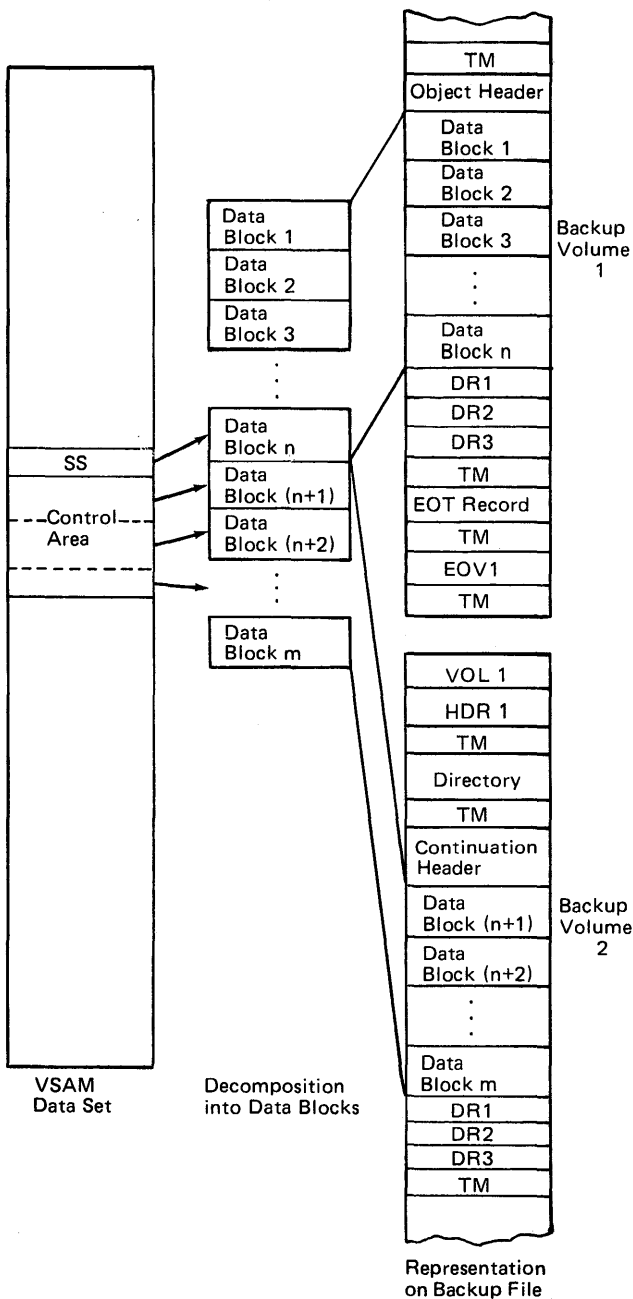 SS
Control
Area
VSAM
Data Set
Data
Block 1
Data
Block 2
Data
Block 3
Data
Block n
Data
Block (n+1)
Data
Block (n+2)
Data
Block m
Decomposition
into Data Blocks
TM
Object Header
Data
Block 1
Data
Block 2
Data
Block 3
Data
Block n
DR1
DR2
DR3
TM
EOT Record
TM
EOV1
TM
Backup
Volume
1
VOL 1
HDR 1
TM
Directory
TM
Continuation
Header
Data
Block (n+1)
Data
Block (n+2)
Data
Block m
DR1
DR2
DR3
TM
Backup
Volume
2
Representation
on Backup File